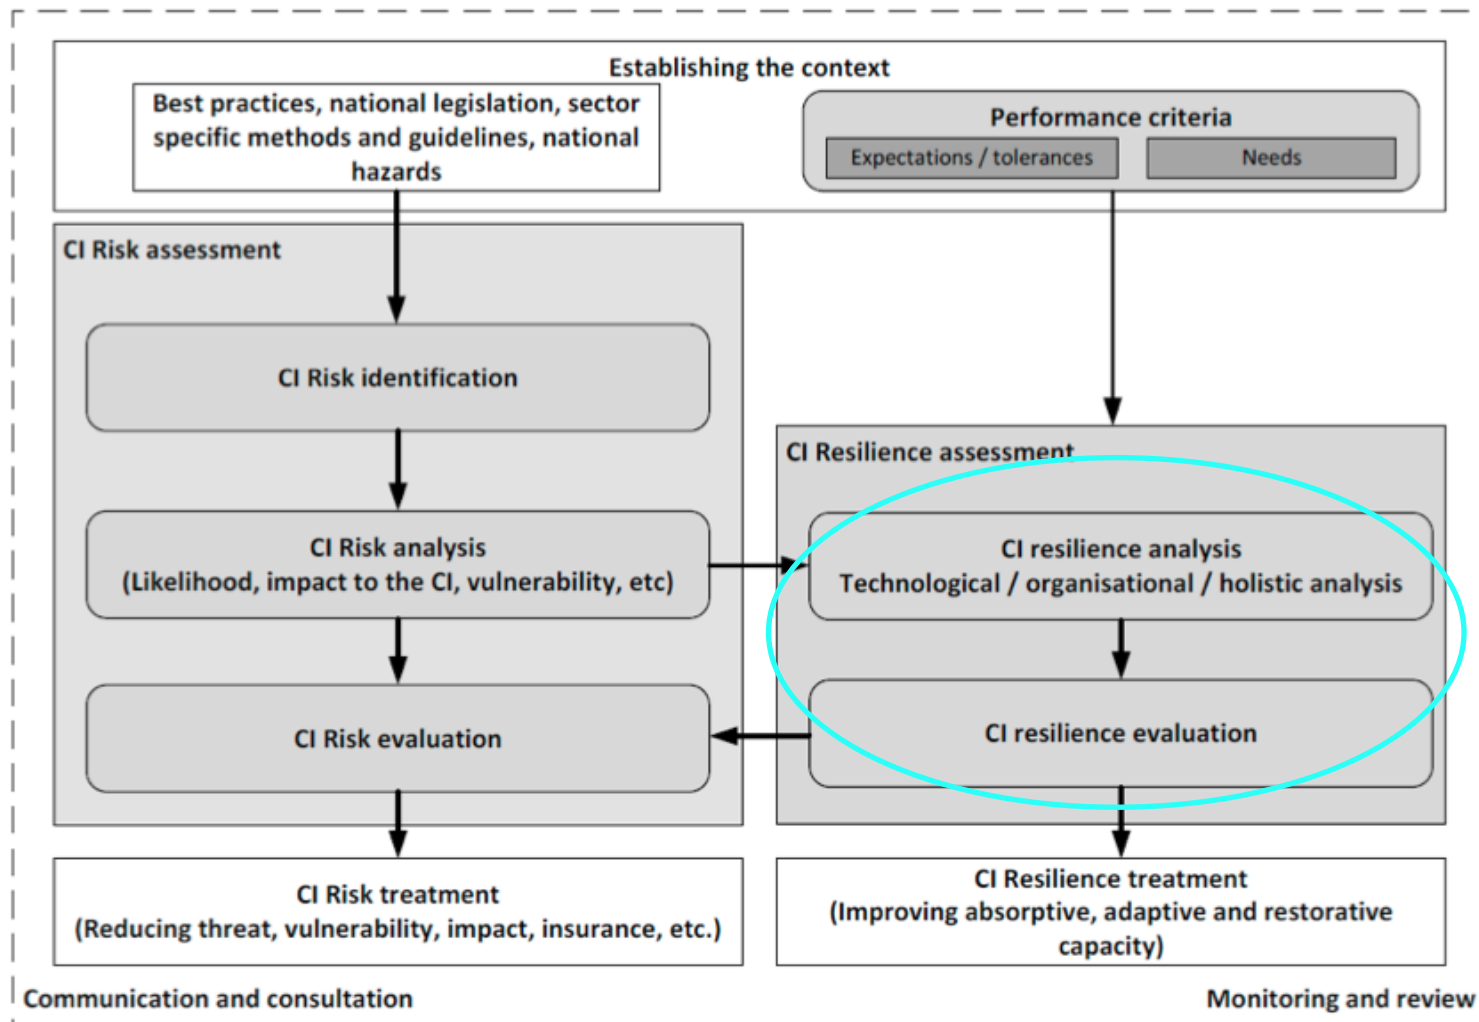 Establishing the context
Best practices, national legislation, sector
specific methods and guidelines, national
hazards
Performance criteria
Expectations / tolerances
Needs
CI Risk assessment
CI Risk identification
CI Risk analysis
(Likelihood, impact to the CI, vulnerability, etc)
CI Risk evaluation
CI Resilience assessment
CI resilience analysis
Technological / organisational / holistic analysis
CI resilience evaluation
CI Risk treatment
(Reducing threat, vulnerability, impact, insurance, etc.)
CI Resilience treatment
(Improving absorptive, adaptive and restorative
capacity)
Communication and consultation
Monitoring and review